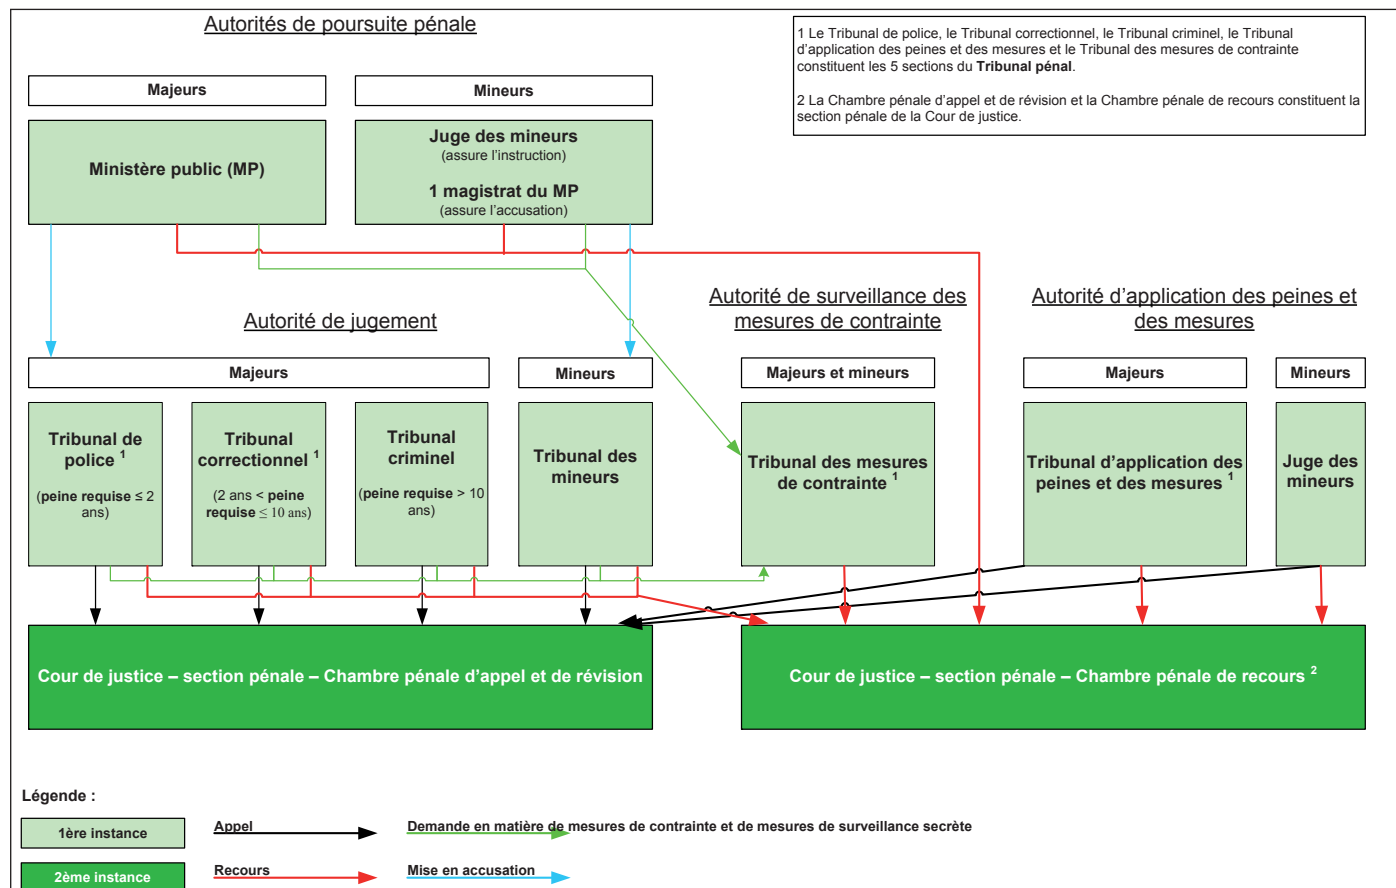 Autorités de poursuite pénale
1 Le Tribunal de police, le Tribunal correctionnel, le Tribunal criminel, le Tribunal
d'application des peines et des mesures et le Tribunal des mesures de contrainte
constituent les 5 sections du Tribunal pénal.
2 La Chambre pénale d'appel et de révision et la Chambre pénale de recours constituent la
section pénale de la Cour de justice.
Majeurs
Mineurs
Ministère public (MP)
Juge des mineurs
(assure l'instruction)
1 magistrat du MP
(assure l'accusation)
Autorité de jugement
Autorité de surveillance des
mesures de contrainte
Autorité d'application des peines et
des mesures
Majeurs
Mineurs
Majeurs et mineurs
Majeurs
Mineurs
Tribunal de
police 1
(peine requise ≤ 2
ans)
Tribunal
correctionnel 1
(2 ans < peine
requise ≤ 10 ans)
Tribunal
criminel
(peine requise > 10
ans)
Tribunal des
mineurs
Tribunal des mesures
de contrainte 1
Tribunal d'application des
peines et des mesures 1
Juge des
mineurs
Cour de justice – section pénale – Chambre pénale d'appel et de révision
Cour de justice – section pénale – Chambre pénale de recours 2
Légende :
1ère instance
Appel
Demande en matière de mesures de contrainte et de mesures de surveillance secrète
2ème instance
Recours
Mise en accusation